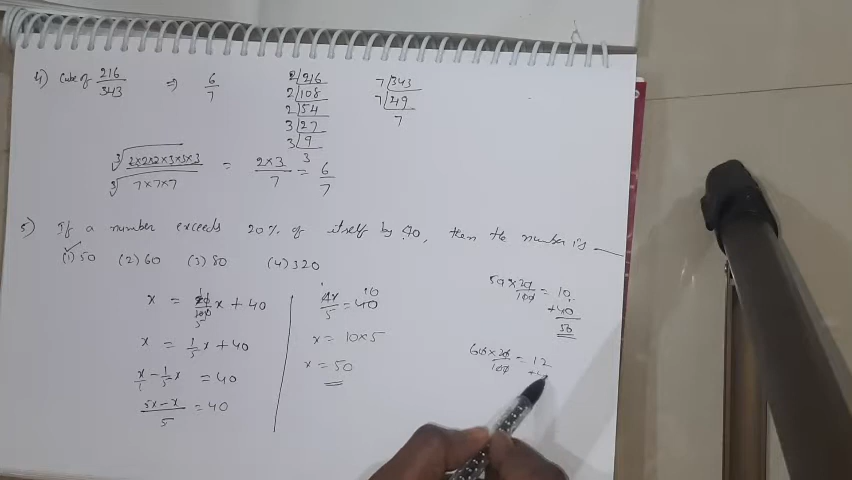 4) Cube of 216/343 ⇒ 6/7
2|216
2|108
2|54
3|27
3|9
3
7|343
7|49
7
∛2×2×2×3×3×3 / ∛7×7×7 = 2×3/7 = 6/7
5) If a number exceeds 20% of itself by 40, then the number is ___
(1) 50 (2) 60 (3) 80 (4) 320
x = 20/100 x + 40
x = 1/5 x + 40
x/1 - 1/5 x = 40
5x-x/5 = 40
4x/5 = 40
x = 10×5
x = 50
50 × 20/100 = 10
+40
50
60 × 20/100 = 12